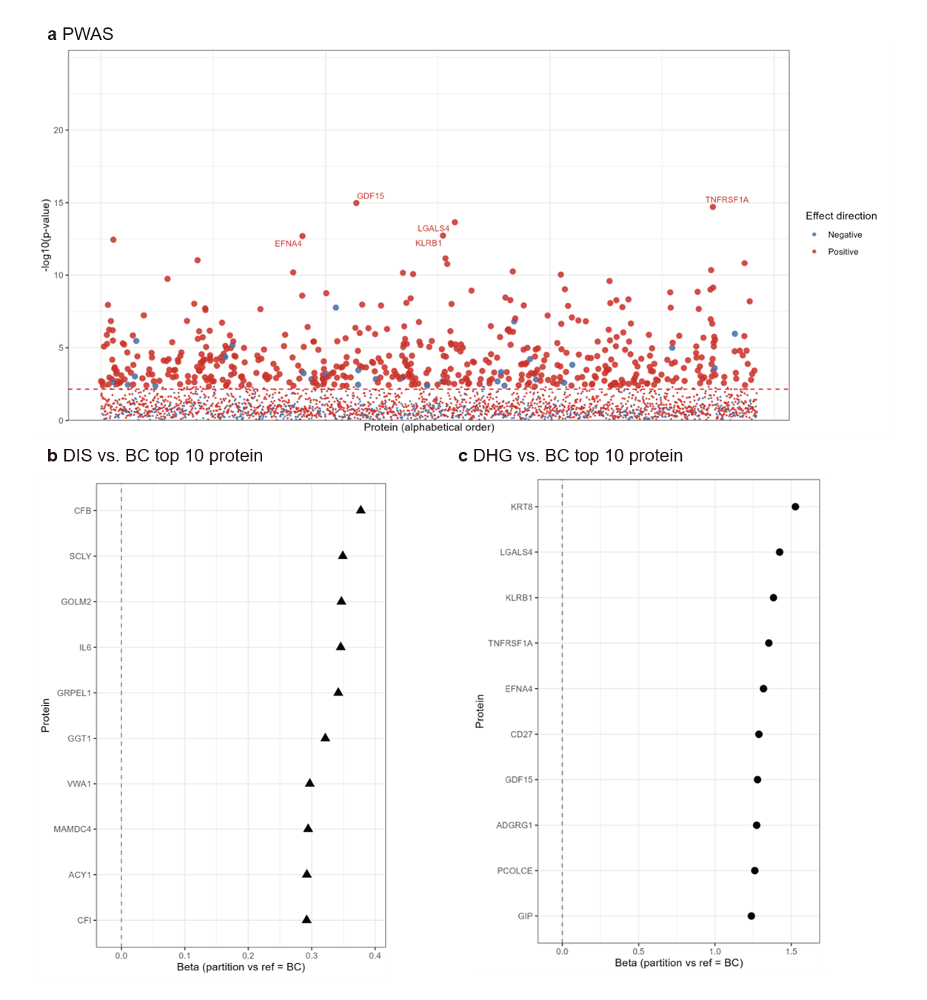 a PWAS
-log10(p-value)
20
15
10
5
0
GDF15
TNFRSF1A
LGALS4
EFNA4
KLRB1
Protein (alphabetical order)
Effect direction
Negative
Positive
b DIS vs. BC top 10 protein
Protein
CFB
SCLY
GOLM2
IL6
GRPEL1
GGT1
VWA1
MAMDC4
ACY1
CFI
0.0 0.1 0.2 0.3 0.4
Beta (partition vs ref = BC)
c DHG vs. BC top 10 protein
Protein
KRT8
LGALS4
KLRB1
TNFRSF1A
EFNA4
CD27
GDF15
ADGRG1
PCOLCE
GIP
0.0 0.5 1.0 1.5
Beta (partition vs ref = BC)